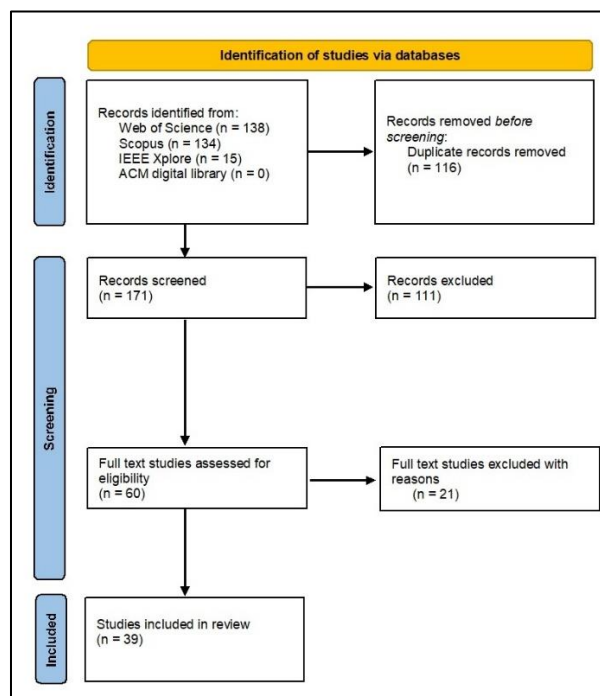 Identification of studies via databases
Identification
Records identified from:
Web of Science (n = 138)
Scopus (n = 134)
IEEE Xplore (n = 15)
ACM digital library (n = 0)
Records removed before
screening:
Duplicate records removed
(n = 116)
Screening
Records screened
(n = 171)
Records excluded
(n = 111)
Full text studies assessed for
eligibility
(n = 60)
Full text studies excluded with
reasons
(n = 21)
Included
Studies included in review
(n = 39)